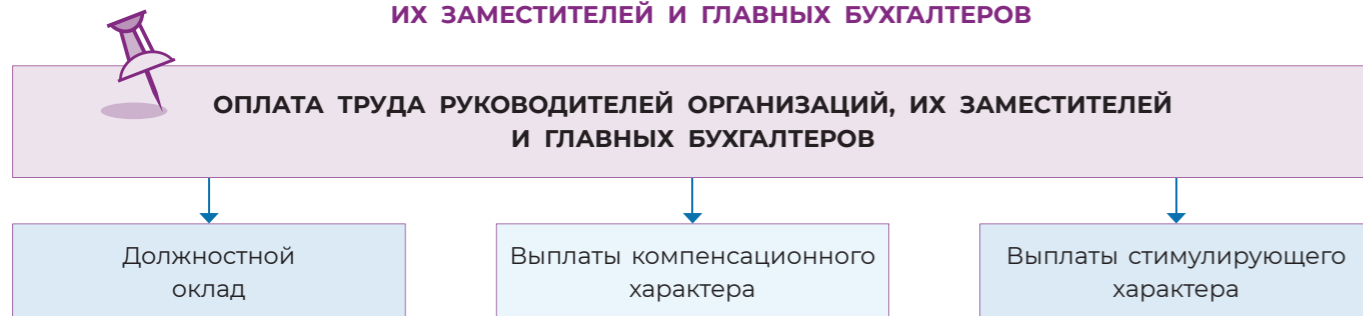 ИХ ЗАМЕСТИТЕЛЕЙ И ГЛАВНЫХ БУХГАЛТЕРОВ
ОПЛАТА ТРУДА РУКОВОДИТЕЛЕЙ ОРГАНИЗАЦИЙ, ИХ ЗАМЕСТИТЕЛЕЙ
И ГЛАВНЫХ БУХГАЛТЕРОВ
Должностной
оклад
Выплаты компенсационного
характера
Выплаты стимулирующего
характера